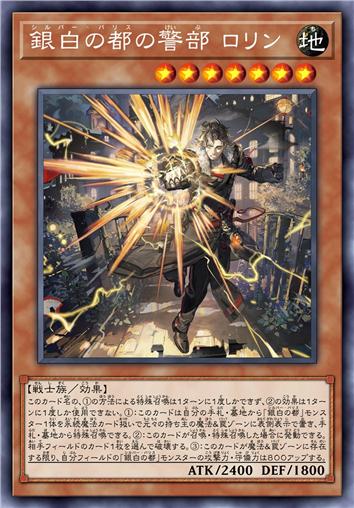 シルバー パリス けいぶ
銀白の都の警部 ロリン
地
【戦士族/効果】
このカード名の、①の方法による特殊召喚は1ターンに1度しかできず、②の効果は1ター
ンに1度しか使用できない。①：このカードは自分の手札・墓地から「銀白の都」モンス
ター1体を永続魔法カード扱いで元々の持ち主の魔法&罠ゾーンに表側表示で置き、手
札・墓地から特殊召喚できる。②：このカードが召喚・特殊召喚した場合に発動できる。
相手フィールドのカード1枚を選んで破壊する。③：このカードが魔法&罠ゾーンに存在す
る限り、自分フィールドの「銀白の都」モンスターの攻撃力・守備力は800アップする。
ATK/2400 DEF/1800